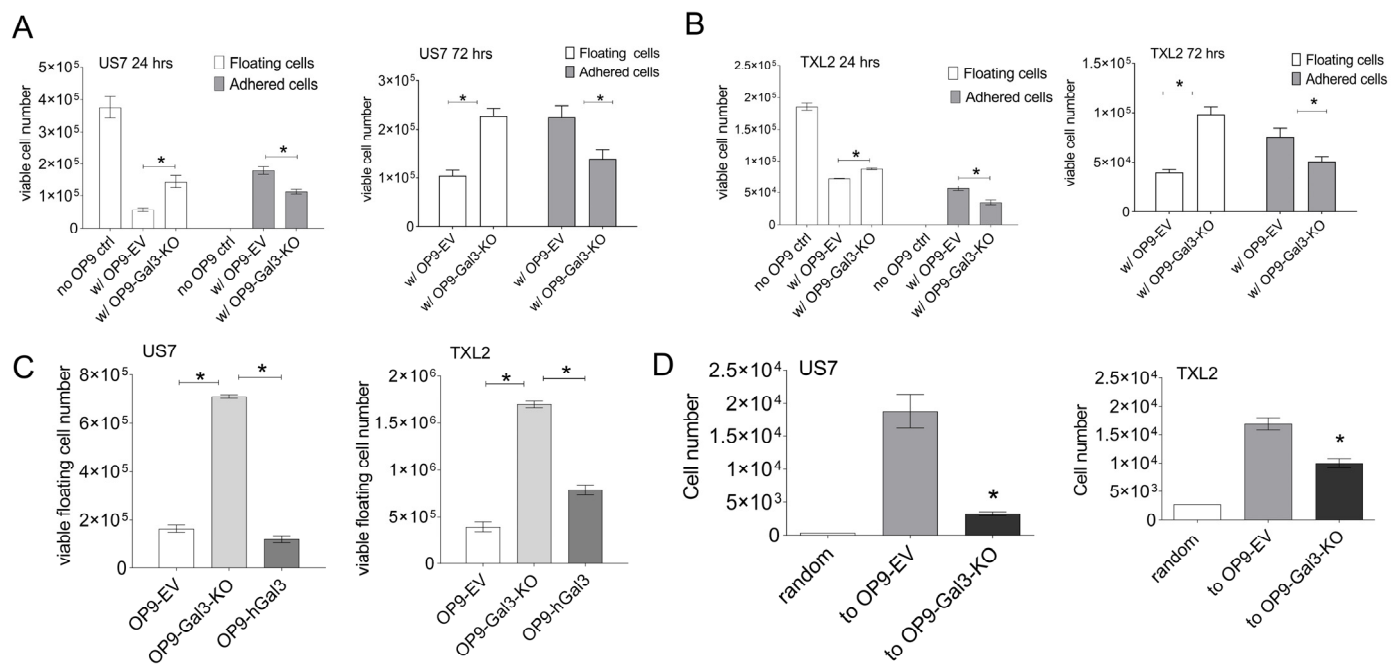 A
US7 24 hrs
Floating cells
Adhered cells
viable cell number
5×10⁵
4×10⁵
3×10⁵
2×10⁵
1×10⁵
0
no OP9 ctrl
w/ OP9-EV
w/ OP9-Gal3-KO
no OP9 ctrl
w/ OP9-EV
w/ OP9-Gal3-KO
*
*
US7 72 hrs
Floating cells
Adhered cells
viable cell number
3×10⁵
2×10⁵
1×10⁵
0
w/ OP9-EV
w/ OP9-Gal3-KO
w/ OP9-EV
w/ OP9-Gal3-KO
*
*
B
TXL2 24 hrs
Floating cells
Adhered cells
viable cell number
2.5×10⁵
2×10⁵
1.5×10⁵
1×10⁵
5×10⁴
0
no OP9 ctrl
w/ OP9-EV
w/ OP9-Gal3-KO
no OP9 ctrl
w/ OP9-EV
w/ OP9-Gal3-KO
*
*
TXL2 72 hrs
Floating cells
Adhered cells
viable cell number
1.5×10⁵
1×10⁵
5×10⁴
0
w/ OP9-EV
w/ OP9-Gal3-KO
w/ OP9-EV
w/ OP9-Gal3-KO
*
*
C
US7
viable floating cell number
8×10⁵
6×10⁵
4×10⁵
2×10⁵
0
OP9-EV
OP9-Gal3-KO
OP9-hGal3
*
*
TXL2
viable floating cell number
2×10⁶
1.5×10⁶
1×10⁶
5×10⁵
0
OP9-EV
OP9-Gal3-KO
OP9-hGal3
*
*
D
US7
Cell number
2.5×10⁴
2×10⁴
1.5×10⁴
1×10⁴
5×10³
0
random
to OP9-EV
to OP9-Gal3-KO
*
TXL2
Cell number
2.5×10⁴
2×10⁴
1.5×10⁴
1×10⁴
5×10³
0
random
to OP9-EV
to OP9-Gal3-KO
*